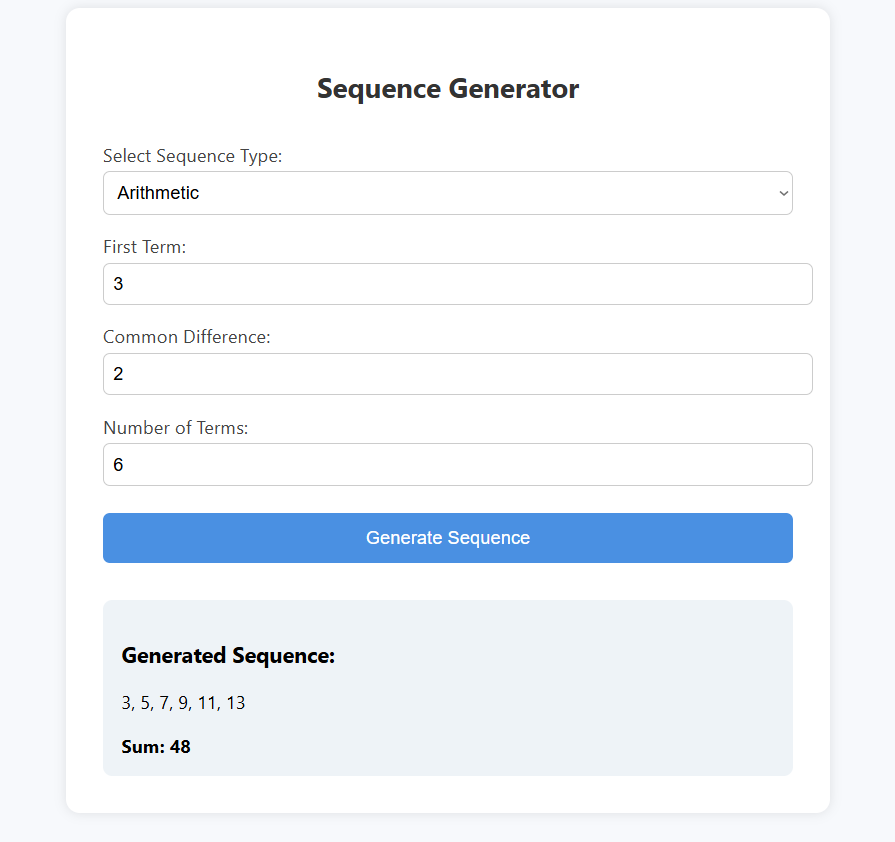 Sequence Generator
Select Sequence Type:
Arithmetic
First Term:
3
Common Difference:
2
Number of Terms:
6
Generate Sequence
Generated Sequence:
3, 5, 7, 9, 11, 13
Sum: 48